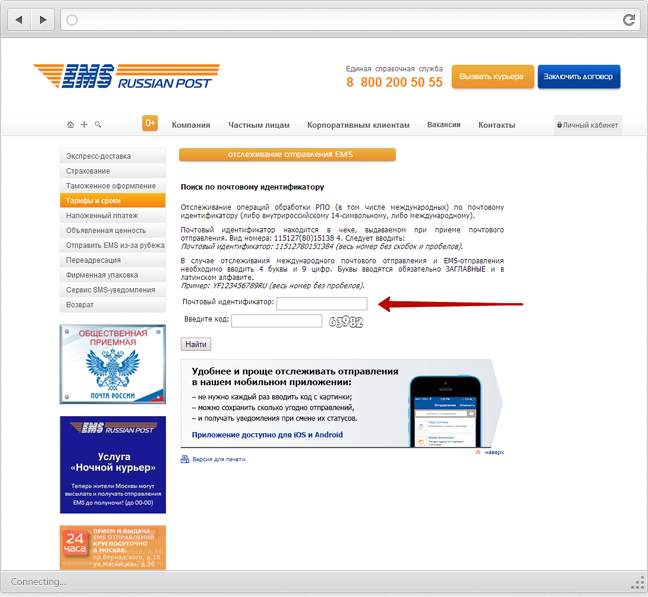 EMS RUSSIAN POST
Единая справочная служба
8 800 200 50 55
Вызвать курьера
Заключить договор
0+
Компания
Частным лицам
Корпоративным клиентам
Вакансии
Контакты
Личный кабинет
Экспресс-доставка
Страхование
Таможенное оформление
Тарифы и сроки
Наложенный платеж
Объявленная ценность
Отправить EMS из-за рубежа
Переадресация
Фирменная упаковка
Сервис SMS-уведомления
Возврат
ОБЩЕСТВЕННАЯ
ПРИЕМНАЯ
ПОЧТА РОССИИ
EMS RUSSIAN POST
Услуга
«Ночной курьер»
Теперь жители Москвы могут
высылать и получать отправления
EMS до полуночи! (до 00-00)
24
часа
ПРИЕМ И ВЫДАЧА
EMS ОТПРАВЛЕНИЙ
КРУГЛОСУТОЧНО
В МОСКВЕ:
пр.Вернадского, д.18
ул.Мясницкая, д.26
отслеживание отправления EMS
Поиск по почтовому идентификатору
Отслеживание операций обработки РПО (в том числе международных) по почтовому
идентификатору (либо внутрироссийскому 14-символьному, либо международному).
Почтовый идентификатор находится в чеке, выдаваемом при приеме почтового
отправления. Вид номера: 115127(80)15138 4. Следует вводить:
Почтовый идентификатор: 11512780151384 (весь номер без скобок и пробелов).
В случае отслеживания международного почтового отправления и EMS-отправления
необходимо вводить 4 буквы и 9 цифр. Буквы вводятся обязательно ЗАГЛАВНЫЕ и в
латинском алфавите.
Пример: YF123456789RU (весь номер без пробелов).
Почтовый идентификатор:
Введите код:
63982
Найти
Удобнее и проще отслеживать отправления
в нашем мобильном приложении:
– не нужно каждый раз вводить код с картинки;
– можно сохранить сколько угодно отправлений,
– и получать уведомления при смене их статусов.
Приложение доступно для iOS и Android
наверх
Версия для печати
Connecting...